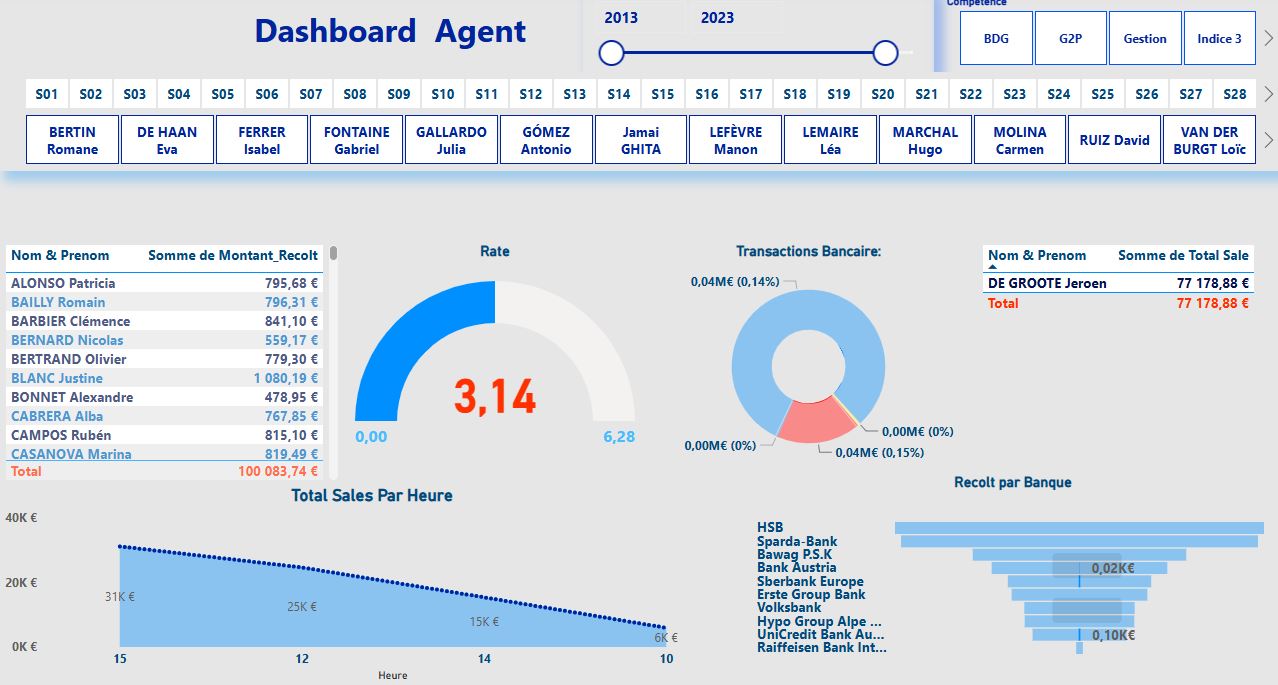 Dashboard Agent
2013
2023
Compétence
BDG
G2P
Gestion
Indice 3
S01 S02 S03 S04 S05 S06 S07 S08 S09 S10 S11 S12 S13 S14 S15 S16 S17 S18 S19 S20 S21 S22 S23 S24 S25 S26 S27 S28
BERTIN
Romane
DE HAAN
Eva
FERRER
Isabel
FONTAINE
Gabriel
GALLARDO
Julia
GÓMEZ
Antonio
Jamai
GHITA
LEFÈVRE
Manon
LEMAIRE
Léa
MARCHAL
Hugo
MOLINA
Carmen
RUIZ David
VAN DER
BURGT Loïc
Nom & Prenom Somme de Montant_Recolt
ALONSO Patricia 795,68 €
BAILLY Romain 796,31 €
BARBIER Clémence 841,10 €
BERNARD Nicolas 559,17 €
BERTRAND Olivier 779,30 €
BLANC Justine 1 080,19 €
BONNET Alexandre 478,95 €
CABRERA Alba 767,85 €
CAMPOS Rubén 815,10 €
CASANOVA Marina 819,49 €
Total 100 083,74 €
Rate
3,14
0,00
6,28
Transactions Bancaire:
0,04M€ (0,14%)
0,00M€ (0%)
0,00M€ (0%)
0,04M€ (0,15%)
Nom & Prenom Somme de Total Sale
DE GROOTE Jeroen 77 178,88 €
Total 77 178,88 €
Total Sales Par Heure
40K €
20K €
0K €
31K €
25K €
15K €
6K €
15 12 14 10
Heure
Recolt par Banque
HSB
Sparda-Bank
Bawag P.S.K
Bank Austria
0,02K€
Sberbank Europe
Erste Group Bank
Volksbank
Hypo Group Alpe ...
UniCredit Bank Au...
0,10K€
Raiffeisen Bank Int...